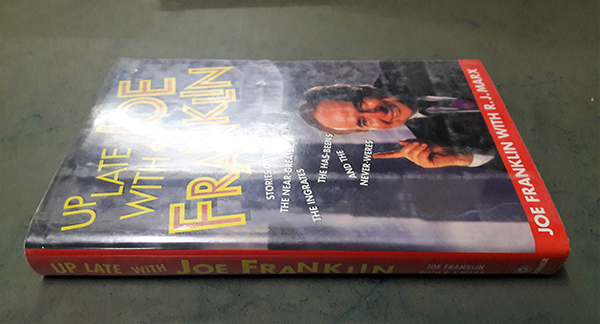 UP
LATE
WITH
JOE
FRANKLIN
STORIES
THE NEAR-GREAT
THE INGRATES
THE HAS-BEENS
AND THE
NEVER-WERES
JOE FRANKLIN WITH R.J. MARX
UP LATE WITH JOE FRANKLIN
JOE FRANKLIN